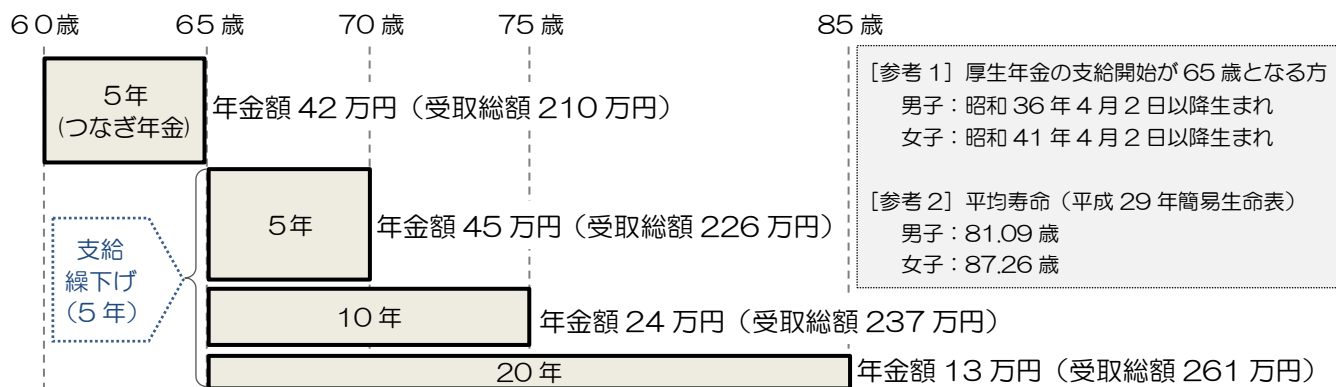 60歳 65歳 70歳 75歳 85歳
5年
(つなぎ年金)
年金額 42 万円（受取総額 210 万円）
5年
年金額 45 万円（受取総額 226 万円）
支給
繰下げ
（5 年）
10年
年金額 24 万円（受取総額 237 万円）
20年
年金額 13 万円（受取総額 261 万円）
［参考 1］厚生年金の支給開始が 65 歳となる方
男子：昭和 36 年 4 月 2 日以降生まれ
女子：昭和 41 年 4 月 2 日以降生まれ
［参考 2］平均寿命（平成 29 年簡易生命表）
男子：81.09 歳
女子：87.26 歳